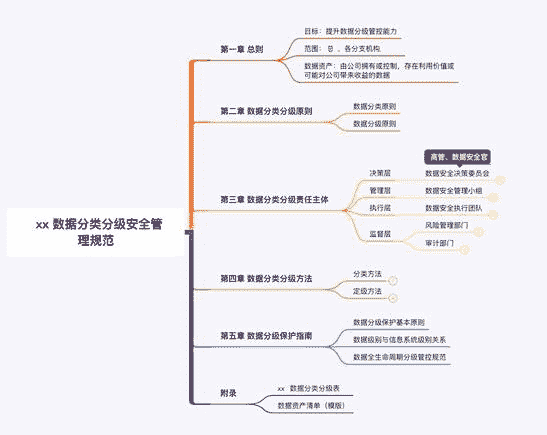 第一章 总则
目标：提升数据分级管控能力
范围：总 、各分支机构
数据资产：由公司拥有或控制，存在利用价值或
可能对公司带来收益的数据
第二章 数据分类分级原则
数据分类原则
数据分级原则
第三章 数据分类分级责任主体
高管、数据安全官
决策层
数据安全决策委员会
管理层
数据安全管理小组
执行层
数据安全执行团队
监督层
风险管理部门
审计部门
xx 数据分类分级安全管
理规范
第四章 数据分类分级方法
分类方法
定级方法
第五章 数据分级保护指南
数据分级保护基本原则
数据级别与信息系统级别关系
数据全生命周期分级管控规范
附录
xx 数据分类分级表
数据资产清单（模版）